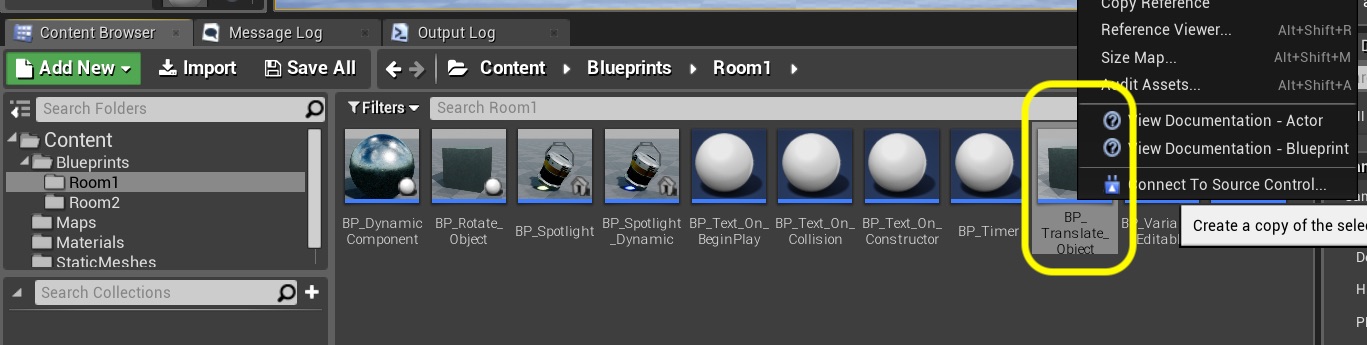 Copy Reference
Reference Viewer... Alt+Shift+R
Size Map... Alt+Shift+M
Audit Assets... Alt+Shift+A
View Documentation - Actor
View Documentation - Blueprint
Connect To Source Control...
Create a copy of the selec
Content Browser
Message Log
Output Log
Add New
Import
Save All
Content
Blueprints
Room1
Search Folders
Filters
Search Room1
Content
Blueprints
Room1
Room2
Maps
Materials
StaticMeshes
Search Collections
BP_Dynamic
Component
BP_Rotate_
Object
BP_Spotlight
BP_Spotlight
_Dynamic
BP_Text_On_
BeginPlay
BP_Text_On_
Collision
BP_Text_On_
Constructor
BP_Timer
BP_
Translate_
Object
BP_Varia
Editabl